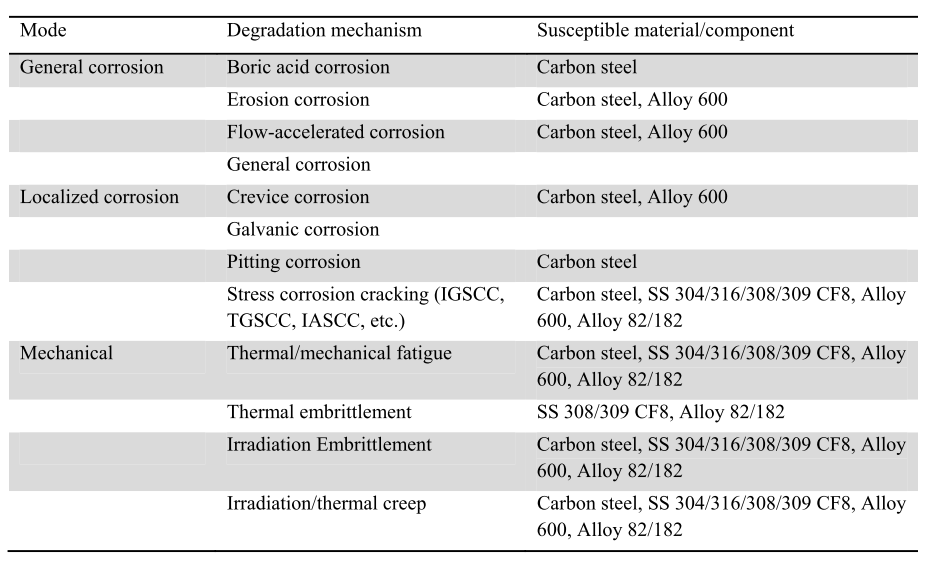 Mode Degradation mechanism Susceptible material/component
General corrosion Boric acid corrosion Carbon steel
Erosion corrosion Carbon steel, Alloy 600
Flow-accelerated corrosion Carbon steel, Alloy 600
General corrosion
Localized corrosion Crevice corrosion Carbon steel, Alloy 600
Galvanic corrosion
Pitting corrosion Carbon steel
Stress corrosion cracking (IGSCC, Carbon steel, SS 304/316/308/309 CF8, Alloy
TGSCC, IASCC, etc.) 600, Alloy 82/182
Mechanical Thermal/mechanical fatigue Carbon steel, SS 304/316/308/309 CF8, Alloy
600, Alloy 82/182
Thermal embrittlement SS 308/309 CF8, Alloy 82/182
Irradiation Embrittlement Carbon steel, SS 304/316/308/309 CF8, Alloy
600, Alloy 82/182
Irradiation/thermal creep Carbon steel, SS 304/316/308/309 CF8, Alloy
600, Alloy 82/182